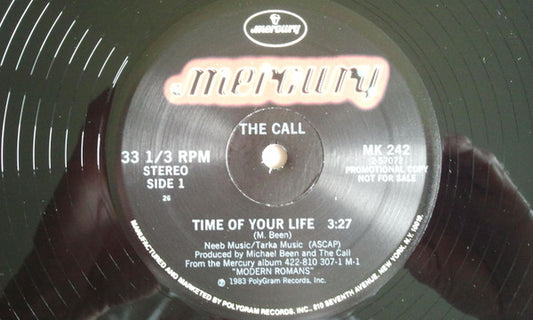 mercury
mercury
THE CALL
33 1/3 RPM
STEREO
SIDE 1
26
MK 242
2-57072
PROMOTIONAL COPY
NOT FOR SALE
TIME OF YOUR LIFE 3:27
(M. Been)
Neeb Music/Tarka Music (ASCAP)
Produced by Michael Been and The Call
From the Mercury album 422-810 307-1 M-1
"MODERN ROMANS"
℗ 1983 PolyGram Records, Inc.
MANUFACTURED AND MARKETED BY POLYGRAM RECORDS, INC., 810 SEVENTH AVENUE, NEW YORK, N.Y. 10019.